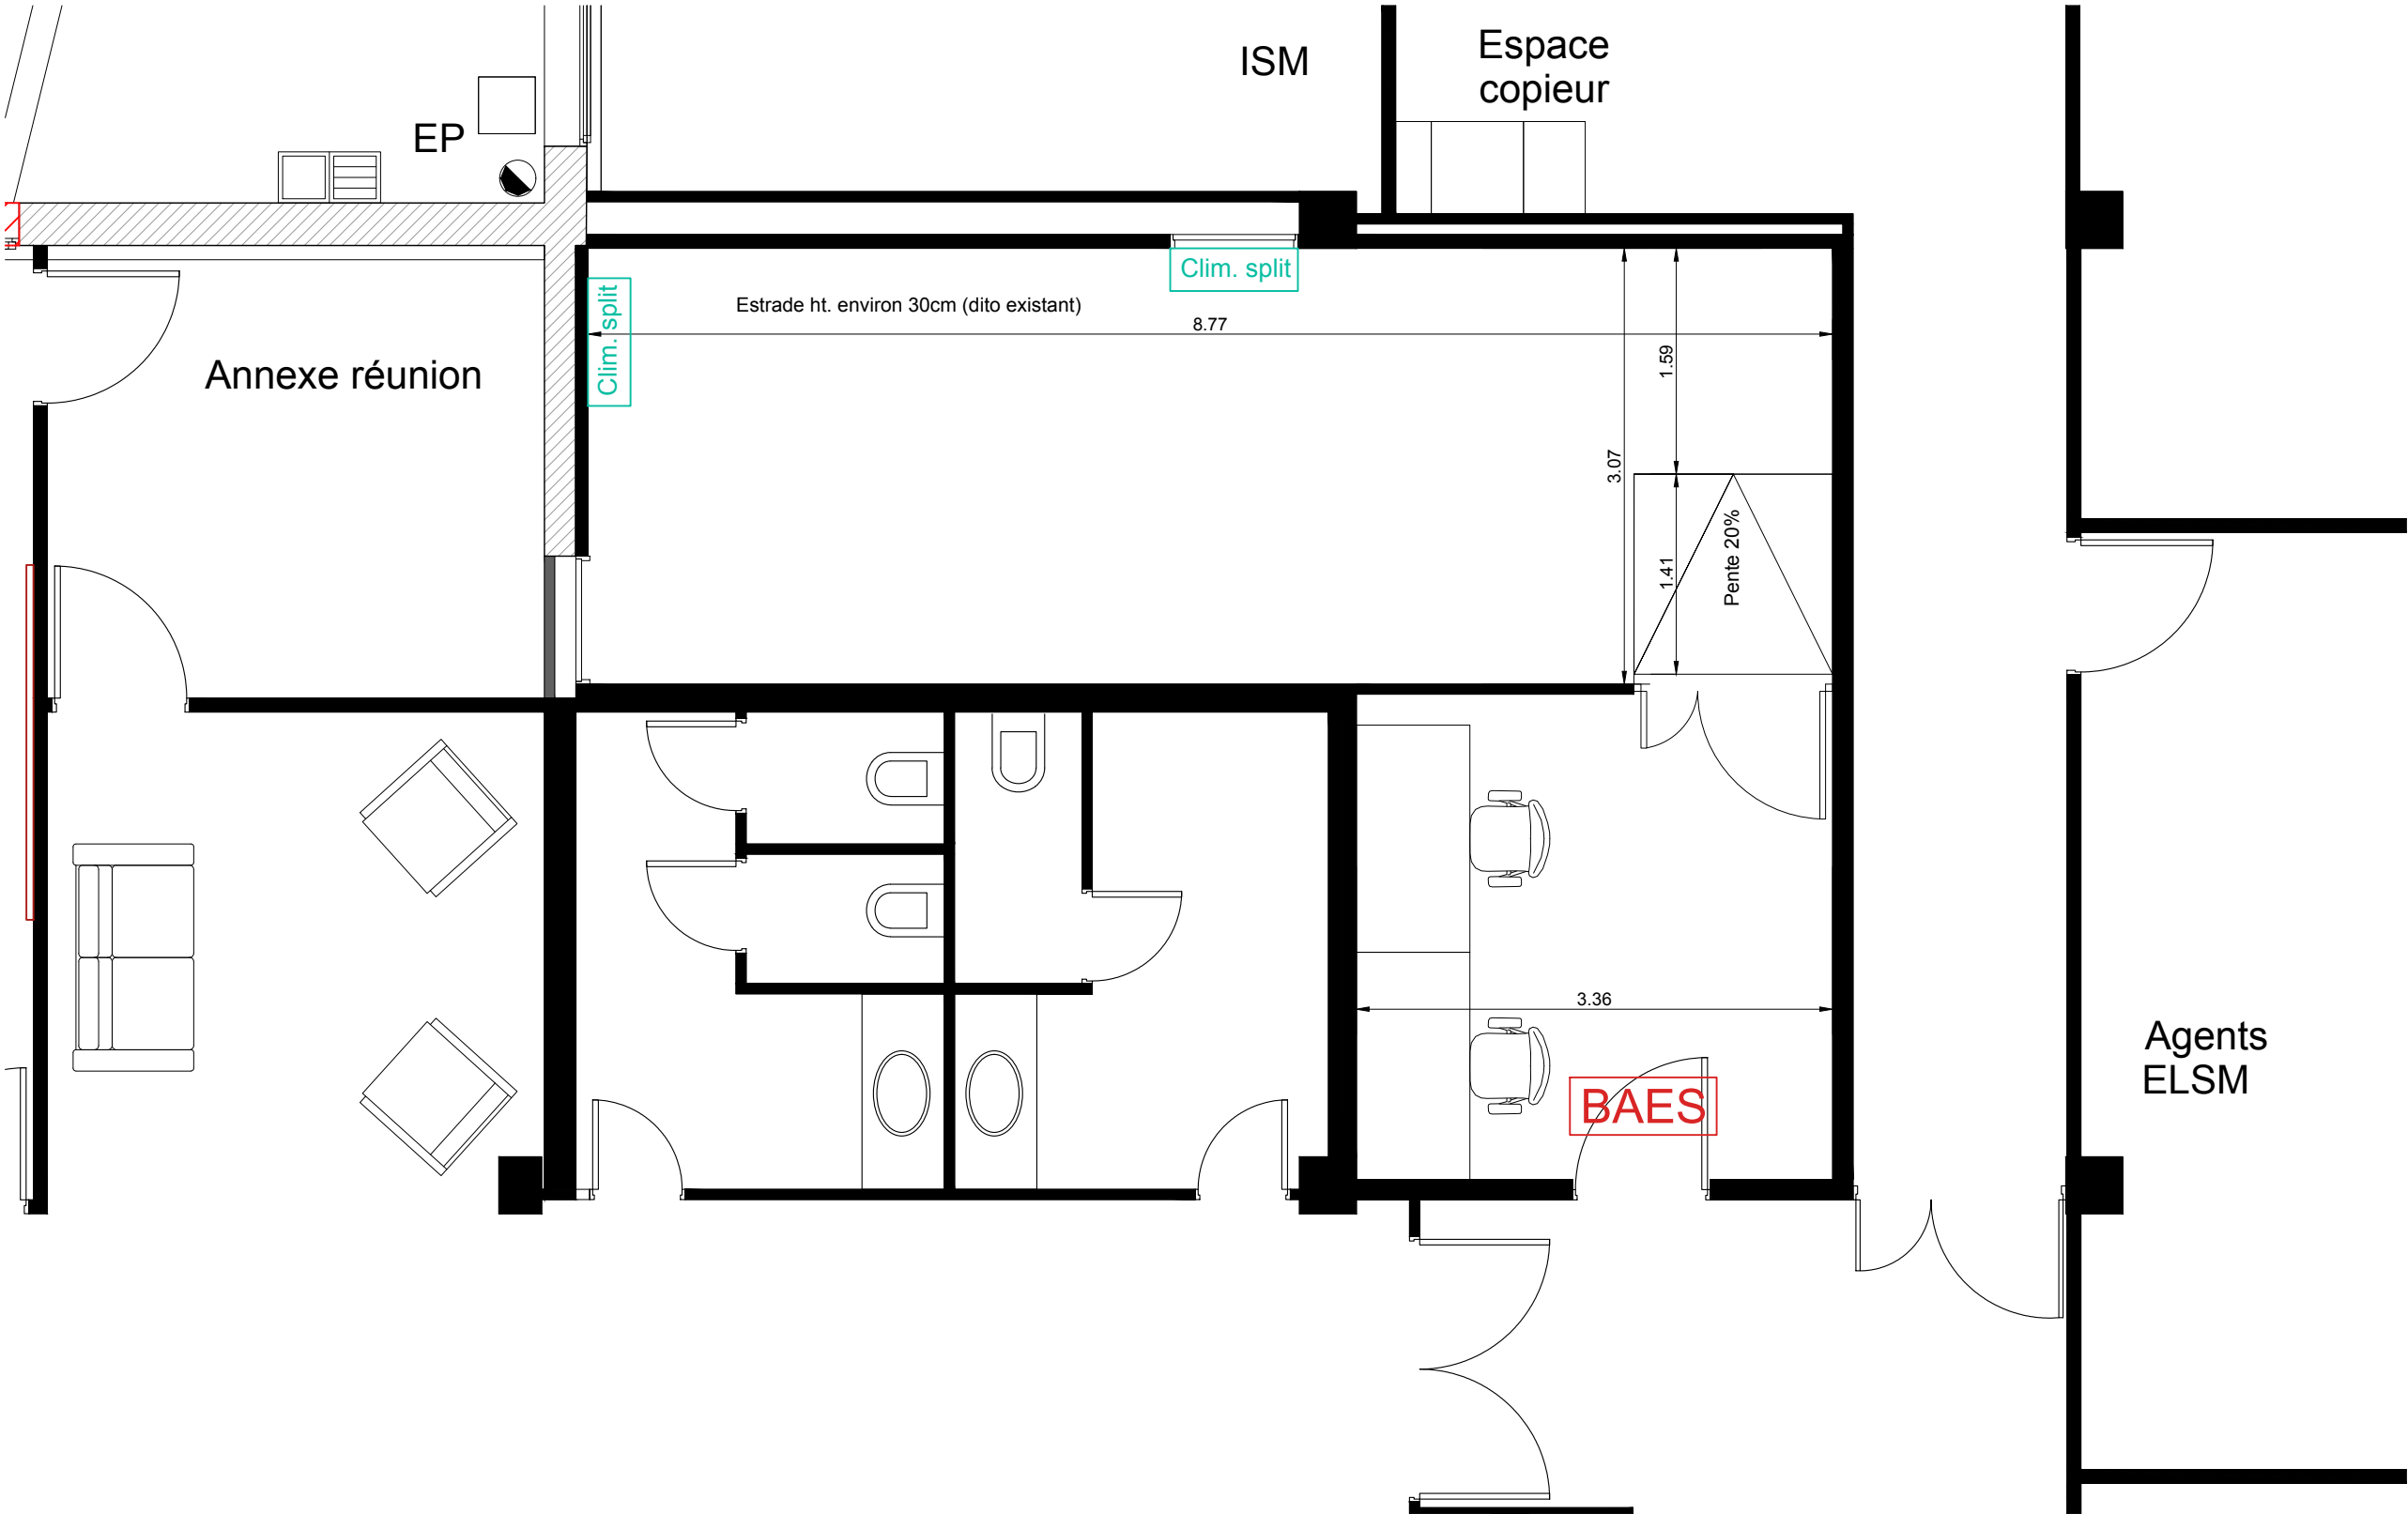 ISM
Espace
copieur
EP
Clim. split
Clim. split
Estrade ht. environ 30cm (dito existant)
8.77
Annexe réunion
1.59
3.07
1.41
Pente 20%
3.36
BAES
Agents
ELSM